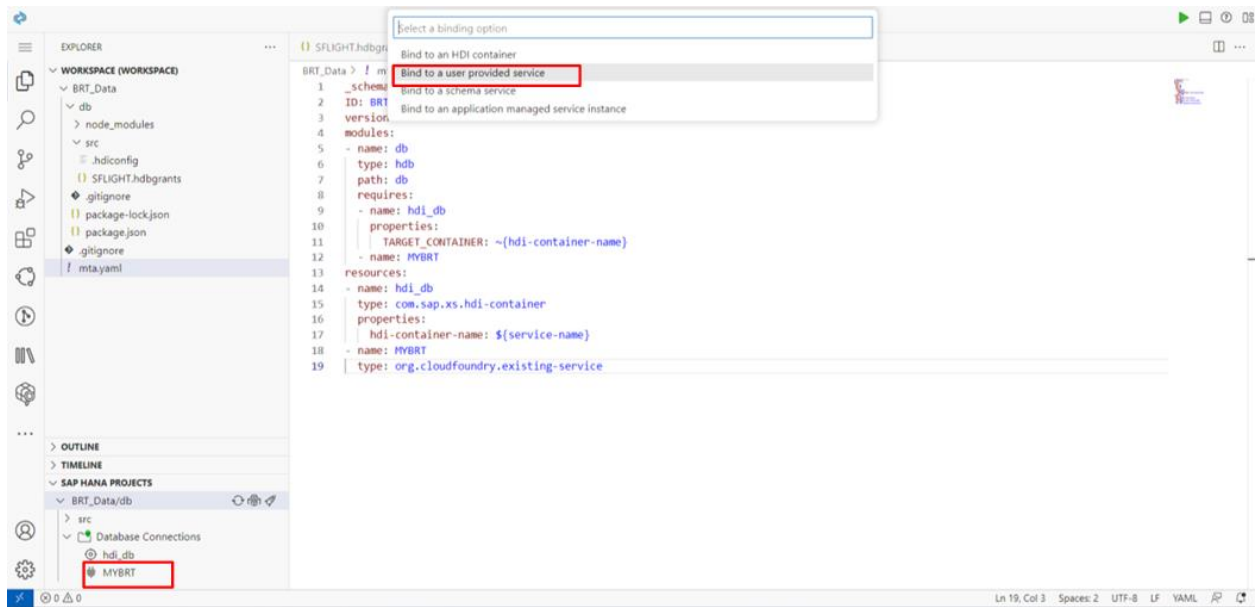 Select a binding option
Bind to an HDI container
Bind to a user provided service
Bind to a schema service
Bind to an application managed service instance
EXPLORER
WORKSPACE (WORKSPACE)
BRT_Data
db
node_modules
src
.hdiconfig
SFLIGHT.hdbgrants
.gitignore
package-lock.json
package.json
.gitignore
mta.yaml
OUTLINE
TIMELINE
SAP HANA PROJECTS
BRT_Data/db
src
Database Connections
hdi_db
MYBRT
SFLIGHT.hdbgra
BRT_Data > ! m
1 _schema
2 ID: BRT
3 version
4 modules:
5 - name: db
6 type: hdb
7 path: db
8 requires:
9 - name: hdi_db
10 properties:
11 TARGET_CONTAINER: ~{hdi-container-name}
12 - name: MYBRT
13 resources:
14 - name: hdi_db
15 type: com.sap.xs.hdi-container
16 properties:
17 hdi-container-name: ${service-name}
18 - name: MYBRT
19 type: org.cloudfoundry.existing-service
0 0
Ln 19, Col 3 Spaces: 2 UTF-8 LF YAML